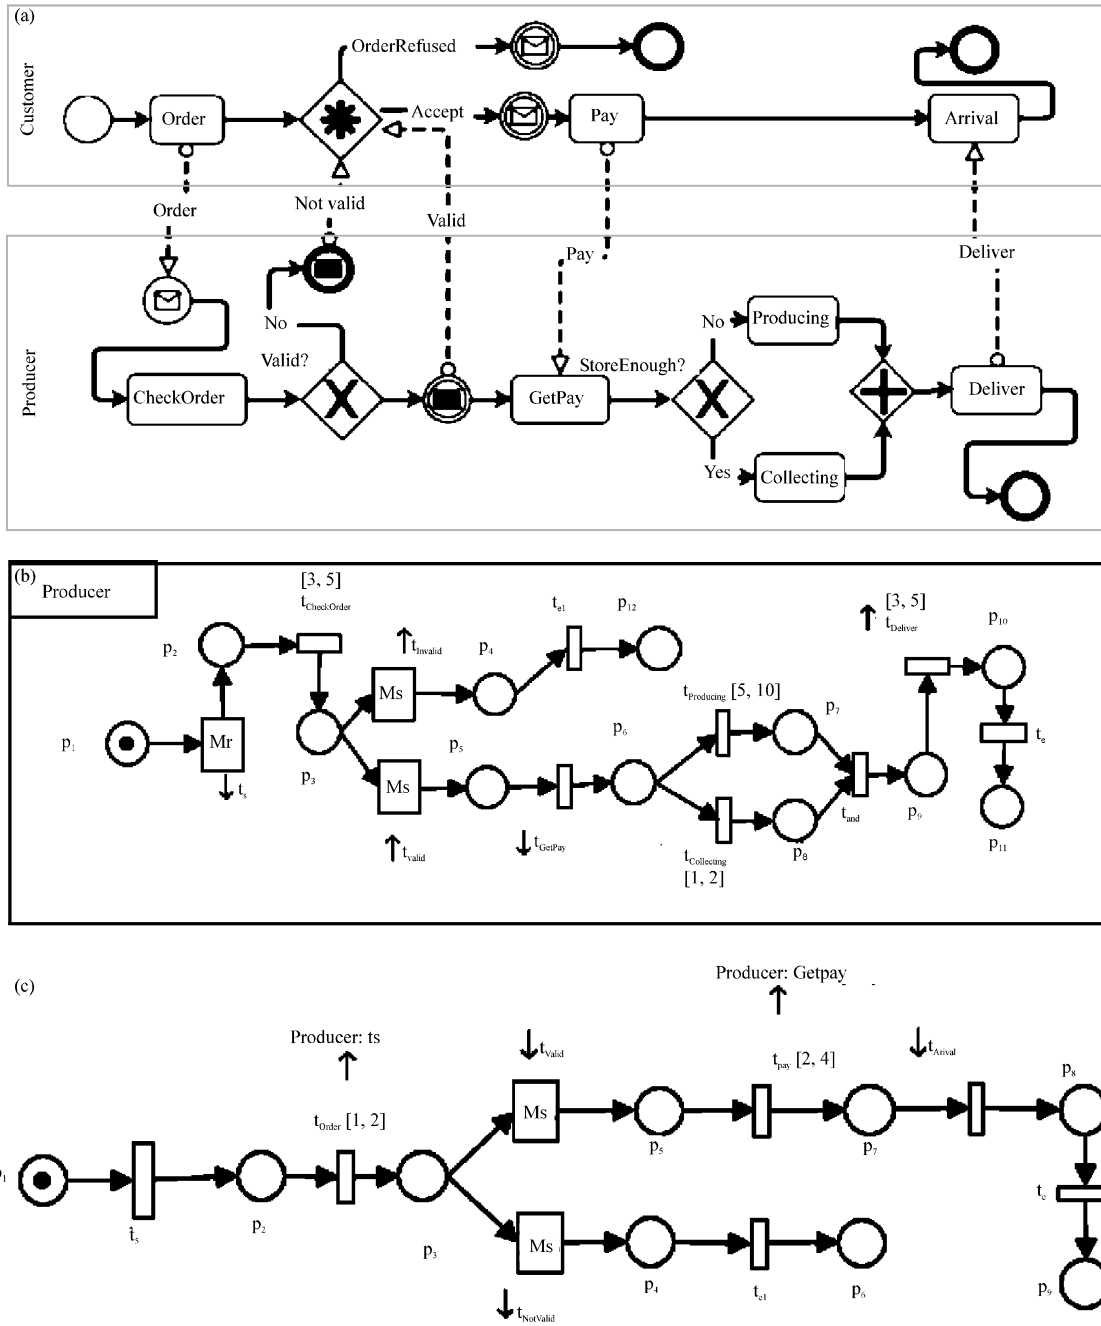 (a)
Customer
OrderRefused
Order
Accept
Pay
Arrival
Order
Not valid
Valid
Pay
Deliver
Producer
No
Valid?
CheckOrder
GetPay
StoreEnough?
No
Producing
Yes
Collecting
Deliver
(b)
Producer
[3, 5]
tCheckOrder
p2
tInvalid
p4
te1
p12
[3, 5]
tDeliver
p10
p1
Mr
ts
p3
Ms
p5
p6
tProducing [5, 10]
p7
te
Ms
tvalid
tGetPay
tCollecting
[1, 2]
p8
tand
p9
p11
(c)
Producer: Getpay
Producer: ts
tValid
tpay [2, 4]
tArival
p8
tOrder [1, 2]
Ms
p5
p7
p1
ts
p2
p3
Ms
p4
te1
p6
p9
tNotValid